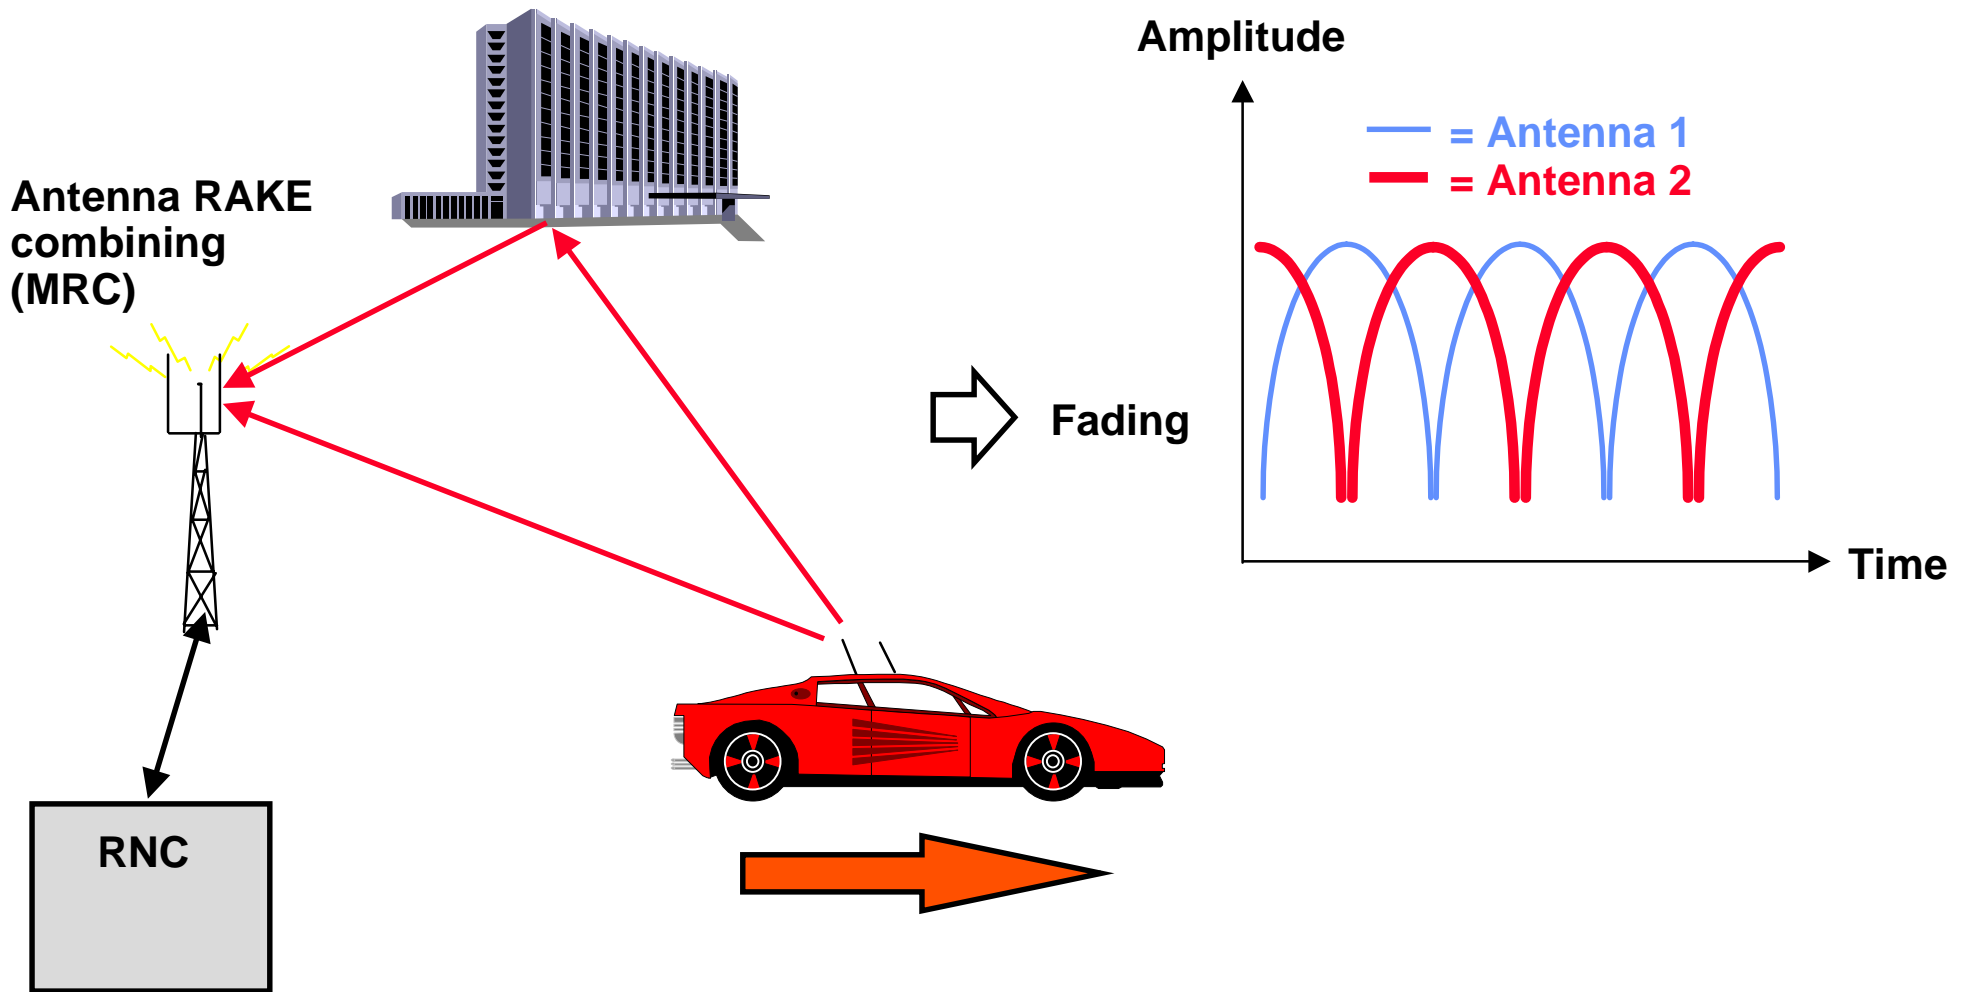 Antenna RAKE
combining
(MRC)
RNC
Fading
Amplitude
= Antenna 1
= Antenna 2
Time